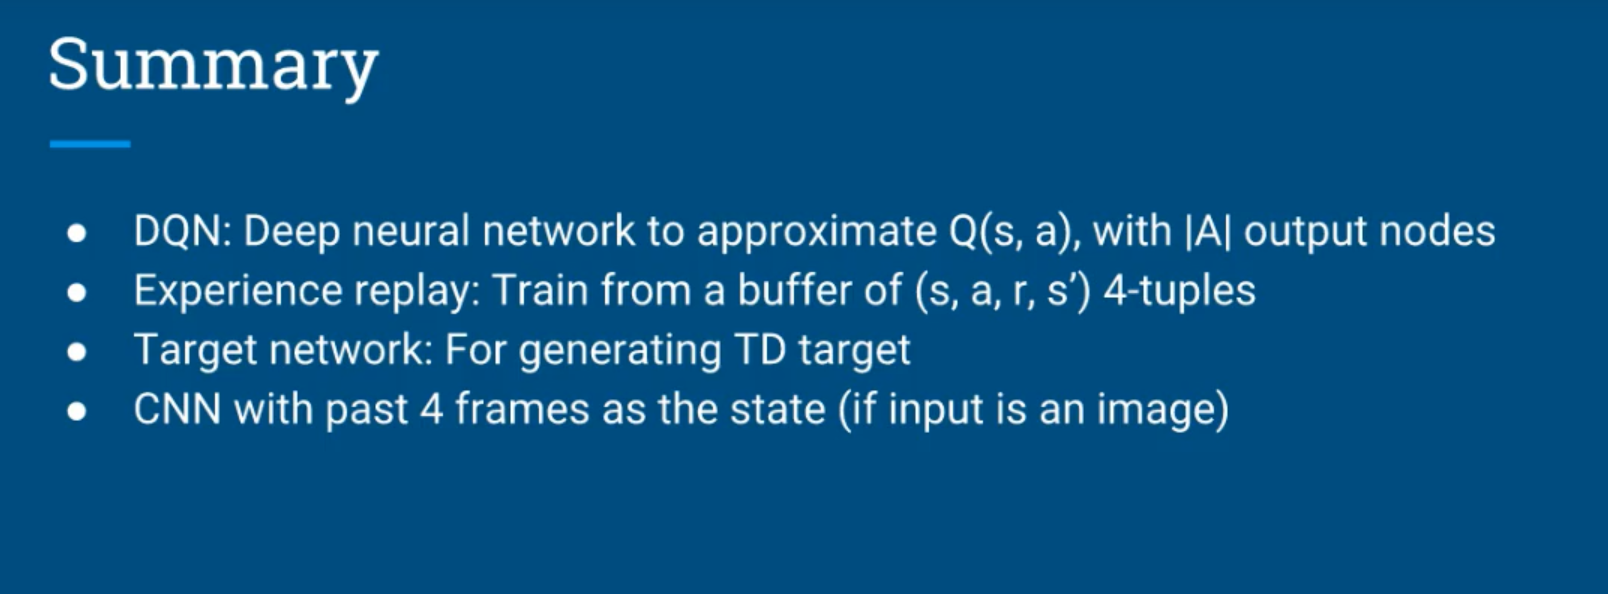 Summary
● DQN: Deep neural network to approximate Q(s, a), with |A| output nodes
● Experience replay: Train from a buffer of (s, a, r, s’) 4-tuples
● Target network: For generating TD target
● CNN with past 4 frames as the state (if input is an image)